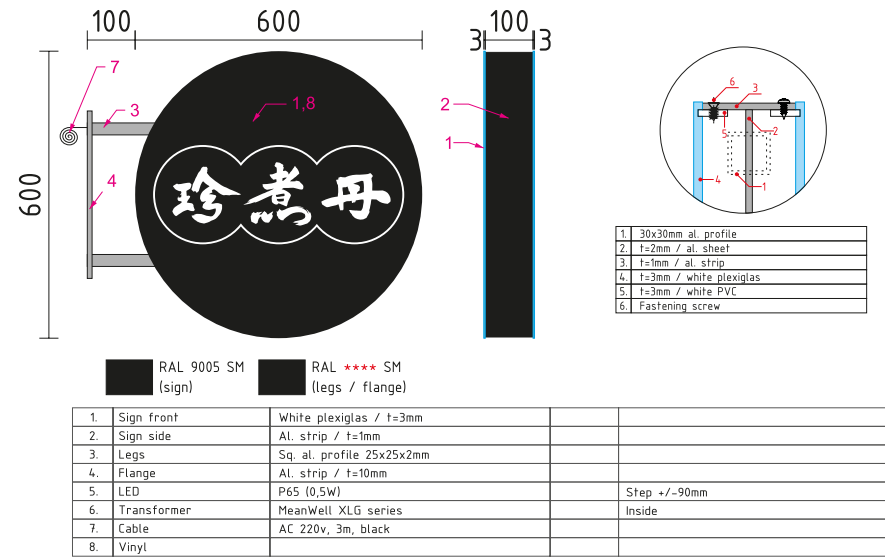 100 600
3 100 3
600
7
3
1,8
4
2
1
珍煮丹
6
3
5
2
4
1
1. 30x30mm al. profile
2. t=2mm / al. sheet
3. t=1mm / al. strip
4. t=3mm / white plexiglas
5. t=3mm / white PVC
6. Fastening screw
RAL 9005 SM
(sign)
RAL **** SM
(legs / flange)
1. Sign front White plexiglas / t=3mm
2. Sign side Al. strip / t=1mm
3. Legs Sq. al. profile 25x25x2mm
4. Flange Al. strip / t=10mm
5. LED P65 (0,5W) Step +/-90mm
6. Transformer MeanWell XLG series Inside
7. Cable AC 220v, 3m, black
8. Vinyl